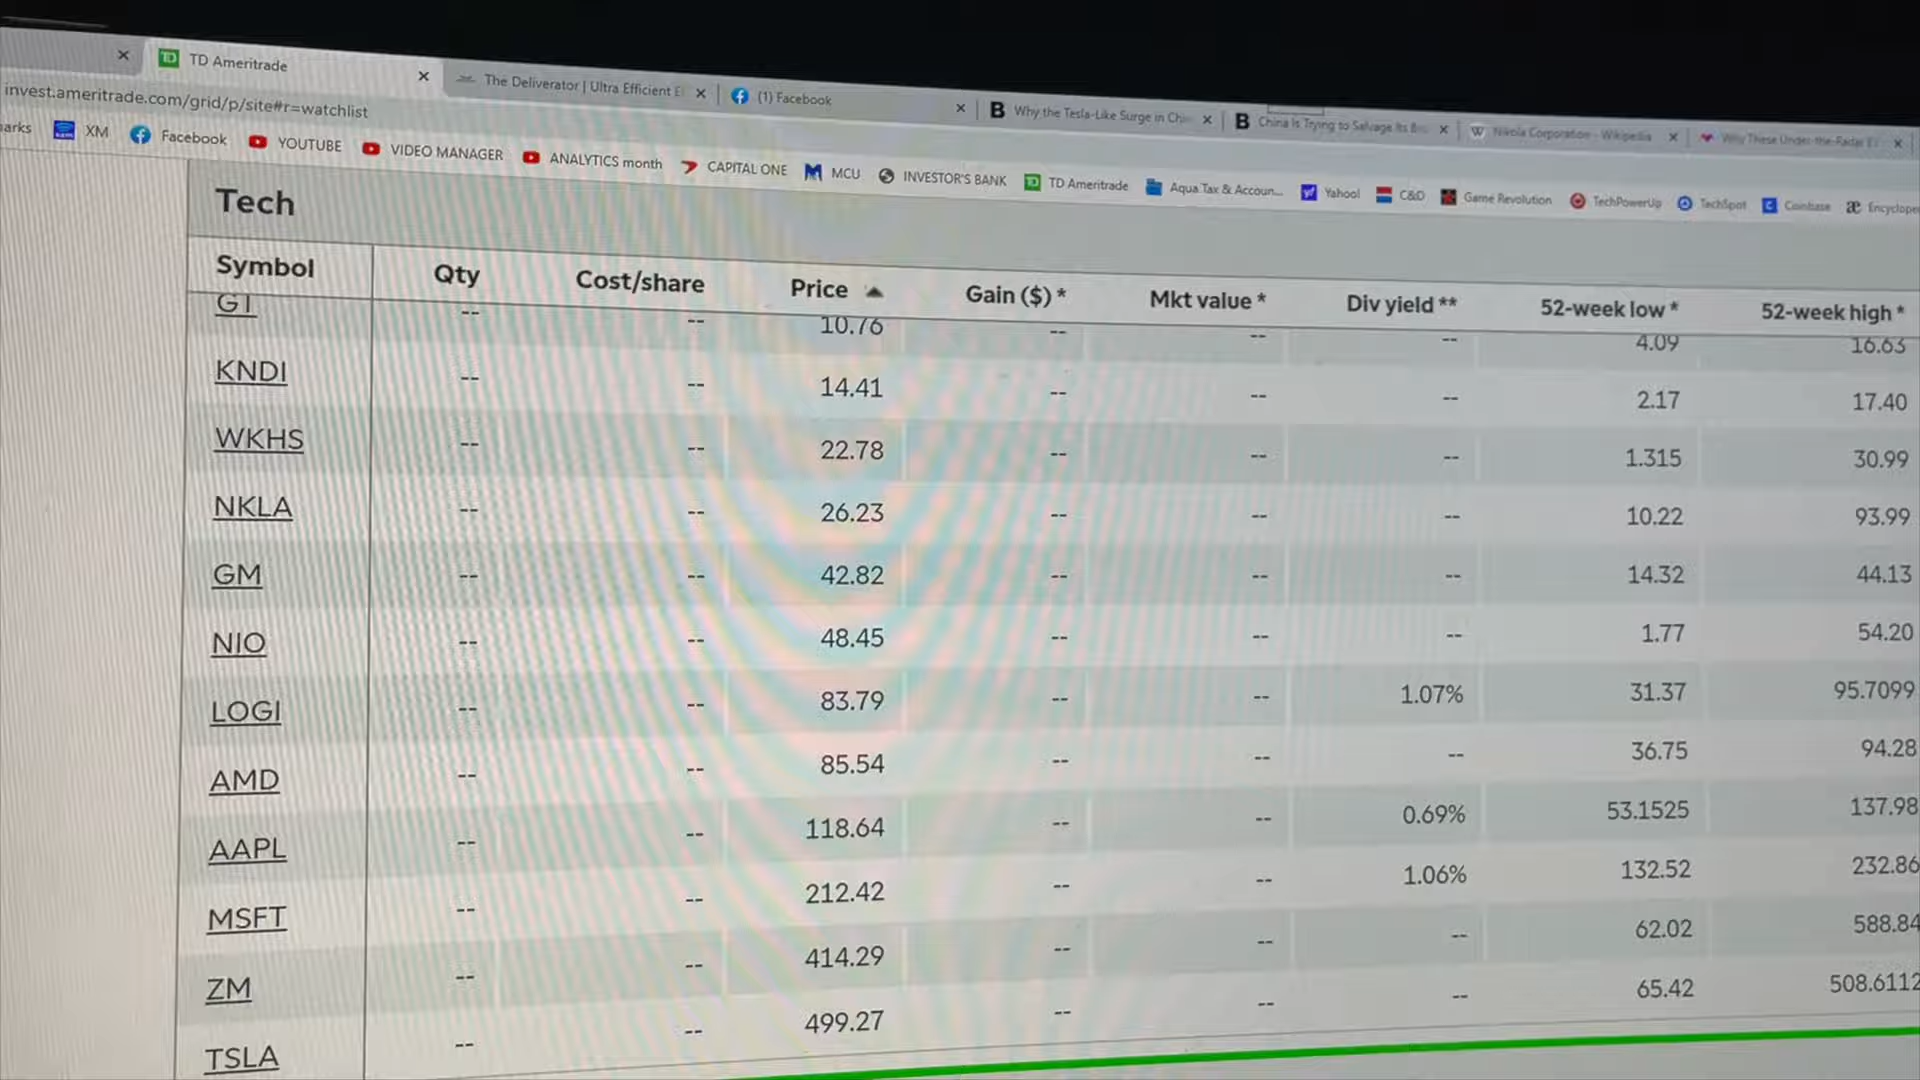 TD Ameritrade
The Deliverator | Ultra Efficient E
(1) Facebook
Why the Tesla-Like Surge in Chin
China Is Trying to Salvage Its
Nikola Corporation - Wikipedia
Why These Under-the-Radar
invest.ameritrade.com/grid/p/site#r=watchlist
arks XM Facebook YOUTUBE VIDEO MANAGER ANALYTICS month CAPITAL ONE MCU INVESTOR'S BANK TD Ameritrade Aqua Tax & Accoun... Yahoo! C&D Game Revolution TechPowerUp TechSpot Coinbase Encyclope
Tech
Symbol Qty Cost/share Price Gain ($) * Mkt value * Div yield ** 52-week low * 52-week high *
GT -- -- 10.76 -- -- -- 4.09 16.63
KNDI -- -- 14.41 -- -- -- 2.17 17.40
WKHS -- -- 22.78 -- -- -- 1.315 30.99
NKLA -- -- 26.23 -- -- -- 10.22 93.99
GM -- -- 42.82 -- -- -- 14.32 44.13
NIO -- -- 48.45 -- -- -- 1.77 54.20
LOGI -- -- 83.79 -- -- 1.07% 31.37 95.7099
AMD -- -- 85.54 -- -- -- 36.75 94.28
AAPL -- -- 118.64 -- -- 0.69% 53.1525 137.98
MSFT -- -- 212.42 -- -- 1.06% 132.52 232.86
ZM -- -- 414.29 -- -- -- 62.02 588.84
TSLA -- -- 499.27 -- -- -- 65.42 508.6112